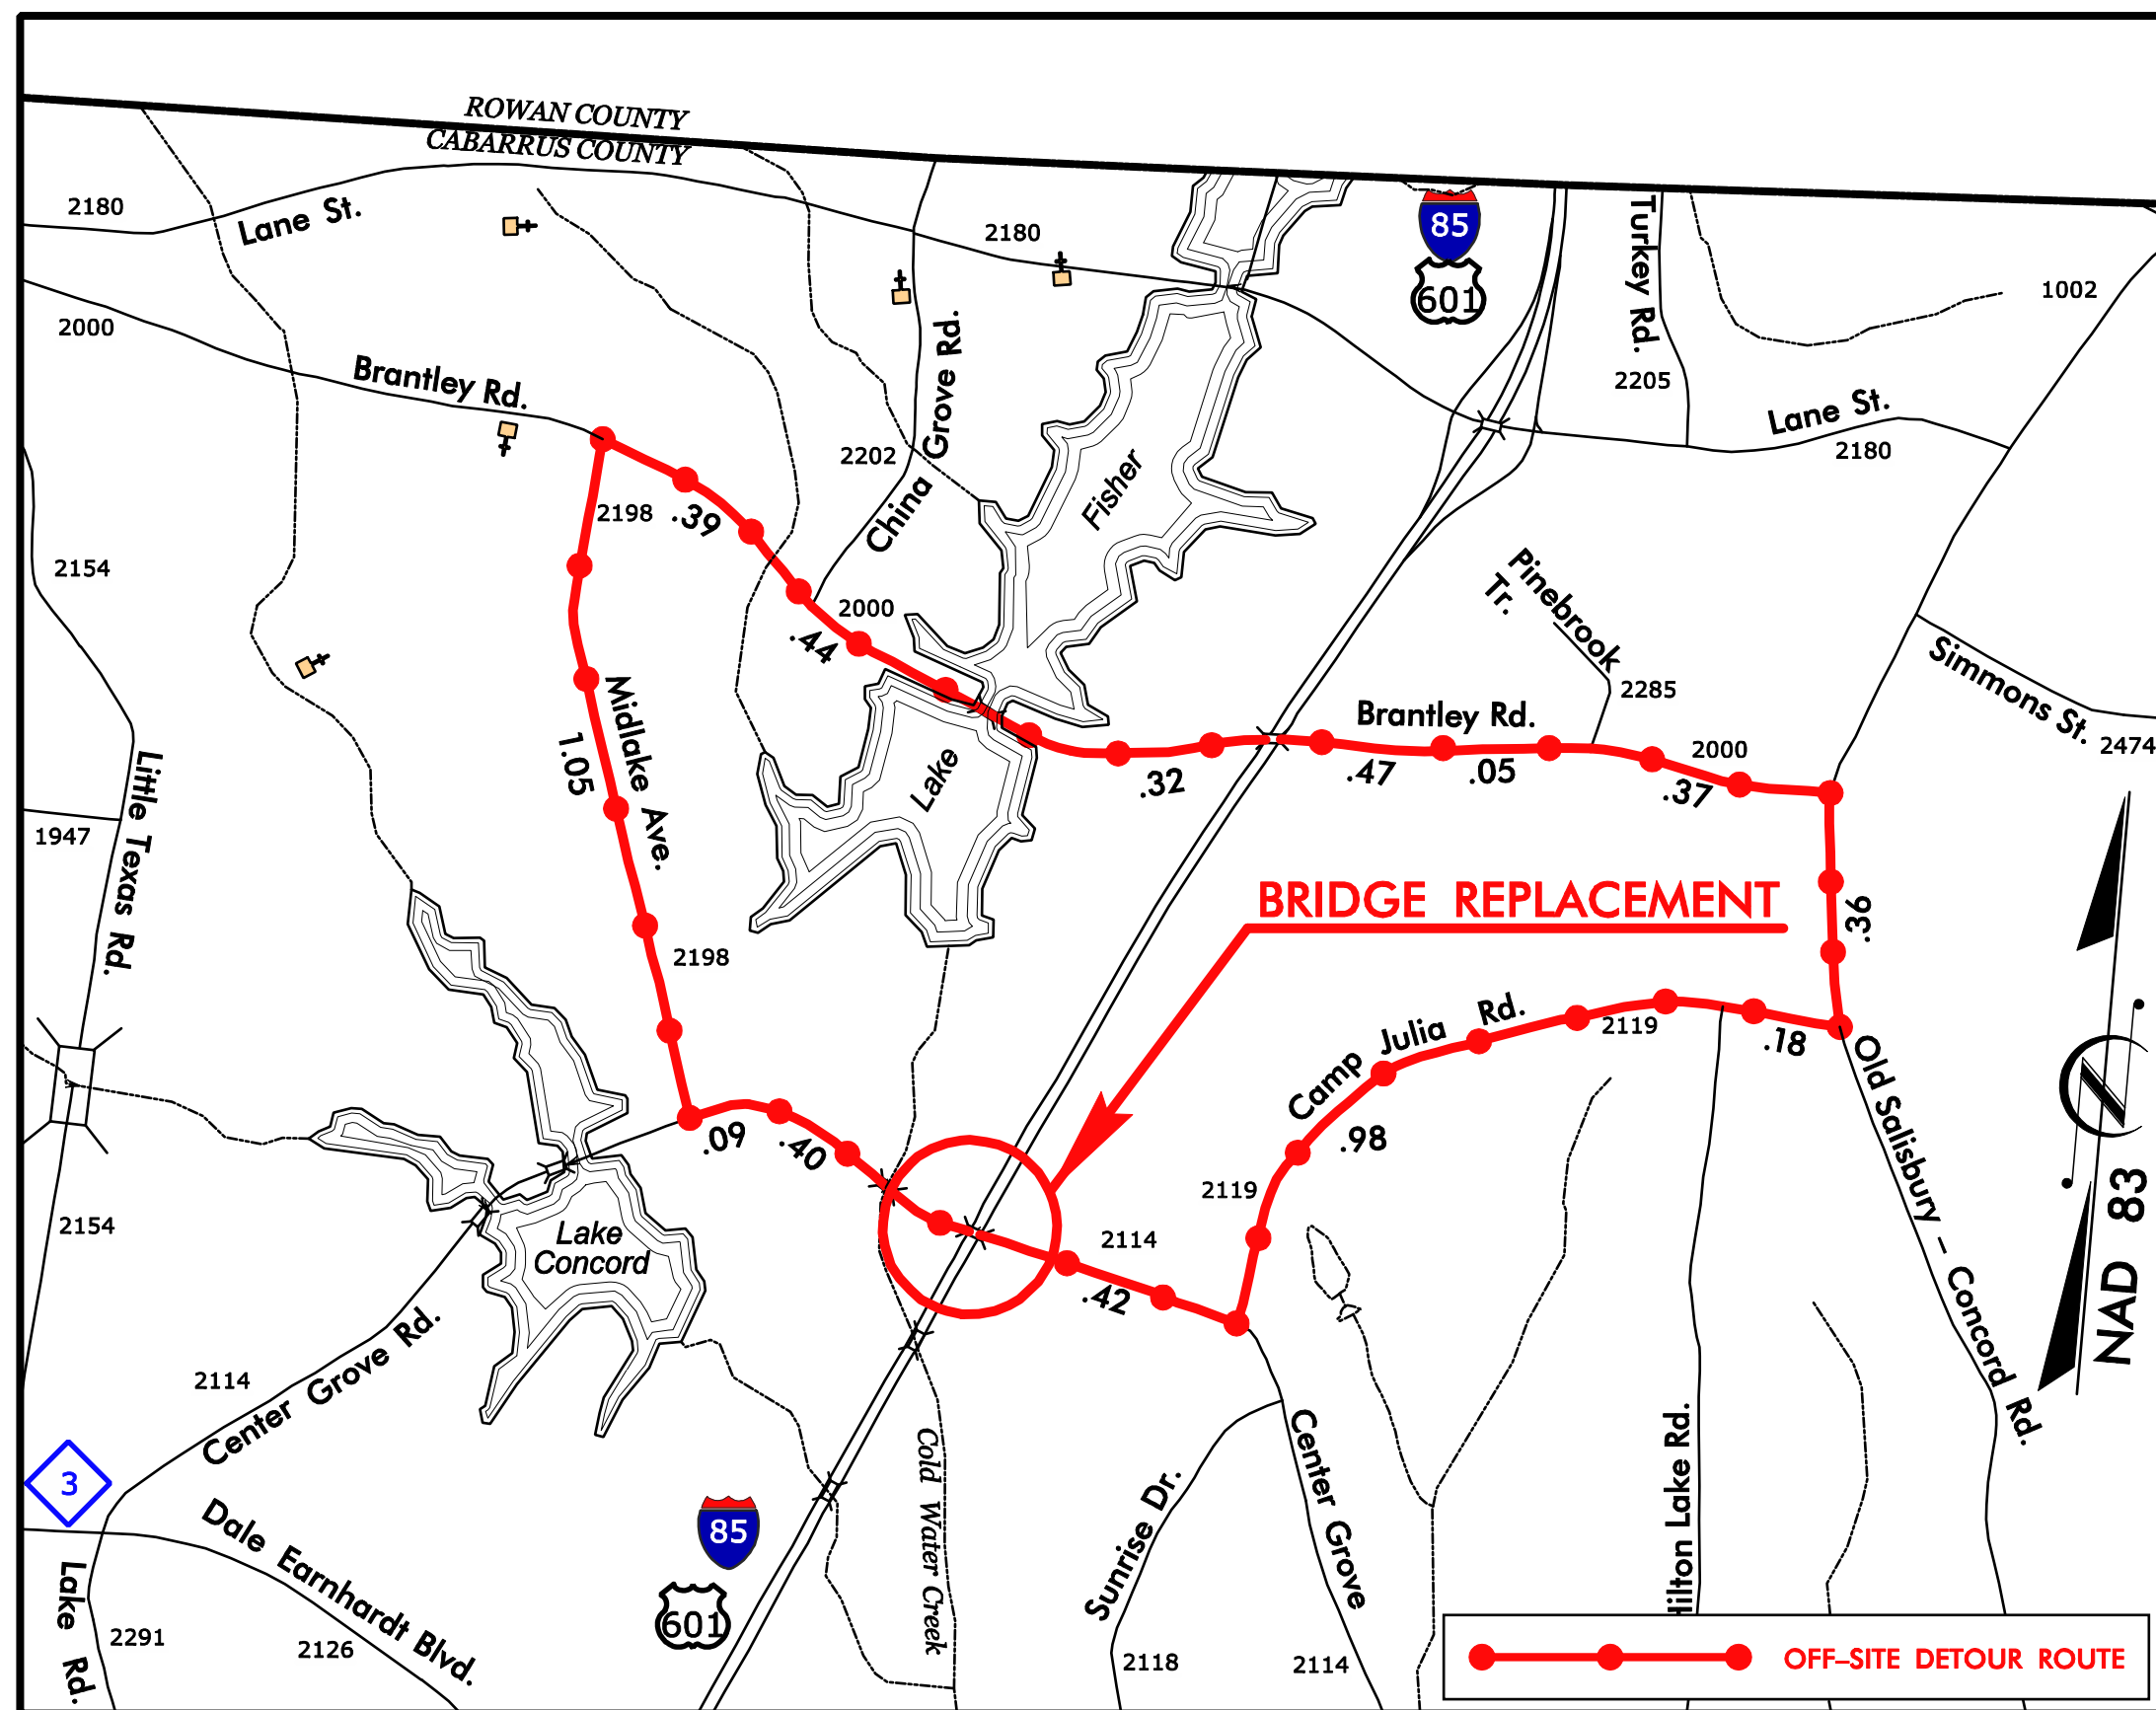 ROWAN COUNTY
CABARRUS COUNTY
2180
Lane St.
2180
85
601
Turkey Rd.
1002
2000
Brantley Rd.
China Grove Rd.
2205
Lane St.
2180
2202
2198
.39
Fisher
2154
2000
.44
Pinebrook
Tr.
2285
Simmons St.
2474
Midlake Ave.
1.05
Lake
Brantley Rd.
2000
.32
.47
.05
.37
Little Texas Rd.
1947
BRIDGE REPLACEMENT
.36
2198
Camp Julia Rd.
2119
.18
.09
.40
.98
2119
Old Salisbury - Concord Rd.
N
NAD 83
2154
Lake
Concord
2114
.42
2114
Center Grove Rd.
3
Dale Earnhardt Blvd.
85
601
Cold Water Creek
Sunrise Dr.
Center Grove
Hilton Lake Rd.
Lake Rd.
2291
2126
2118
2114
OFF-SITE DETOUR ROUTE